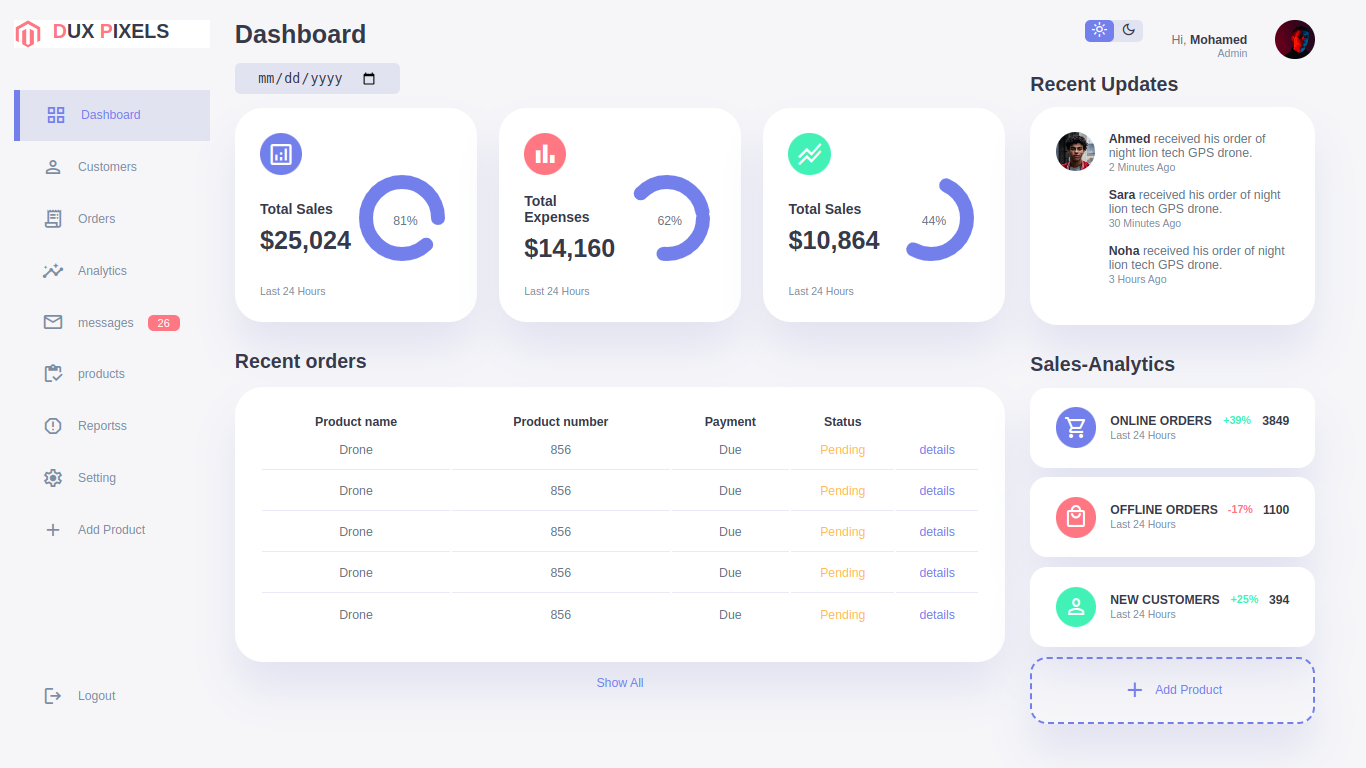 DUX PIXELS
Dashboard
Customers
Orders
Analytics
messages 26
products
Reportss
Setting
Add Product
Logout
Dashboard
mm/dd/yyyy
Total Sales
$25,024
81%
Last 24 Hours
Total
Expenses
$14,160
62%
Last 24 Hours
Total Sales
$10,864
44%
Last 24 Hours
Recent orders
Product name Product number Payment Status
Drone 856 Due Pending details
Drone 856 Due Pending details
Drone 856 Due Pending details
Drone 856 Due Pending details
Drone 856 Due Pending details
Show All
Hi, Mohamed
Admin
Recent Updates
Ahmed received his order of
night lion tech GPS drone.
2 Minutes Ago
Sara received his order of night
lion tech GPS drone.
30 Minutes Ago
Noha received his order of night
lion tech GPS drone.
3 Hours Ago
Sales-Analytics
ONLINE ORDERS +39% 3849
Last 24 Hours
OFFLINE ORDERS -17% 1100
Last 24 Hours
NEW CUSTOMERS +25% 394
Last 24 Hours
Add Product